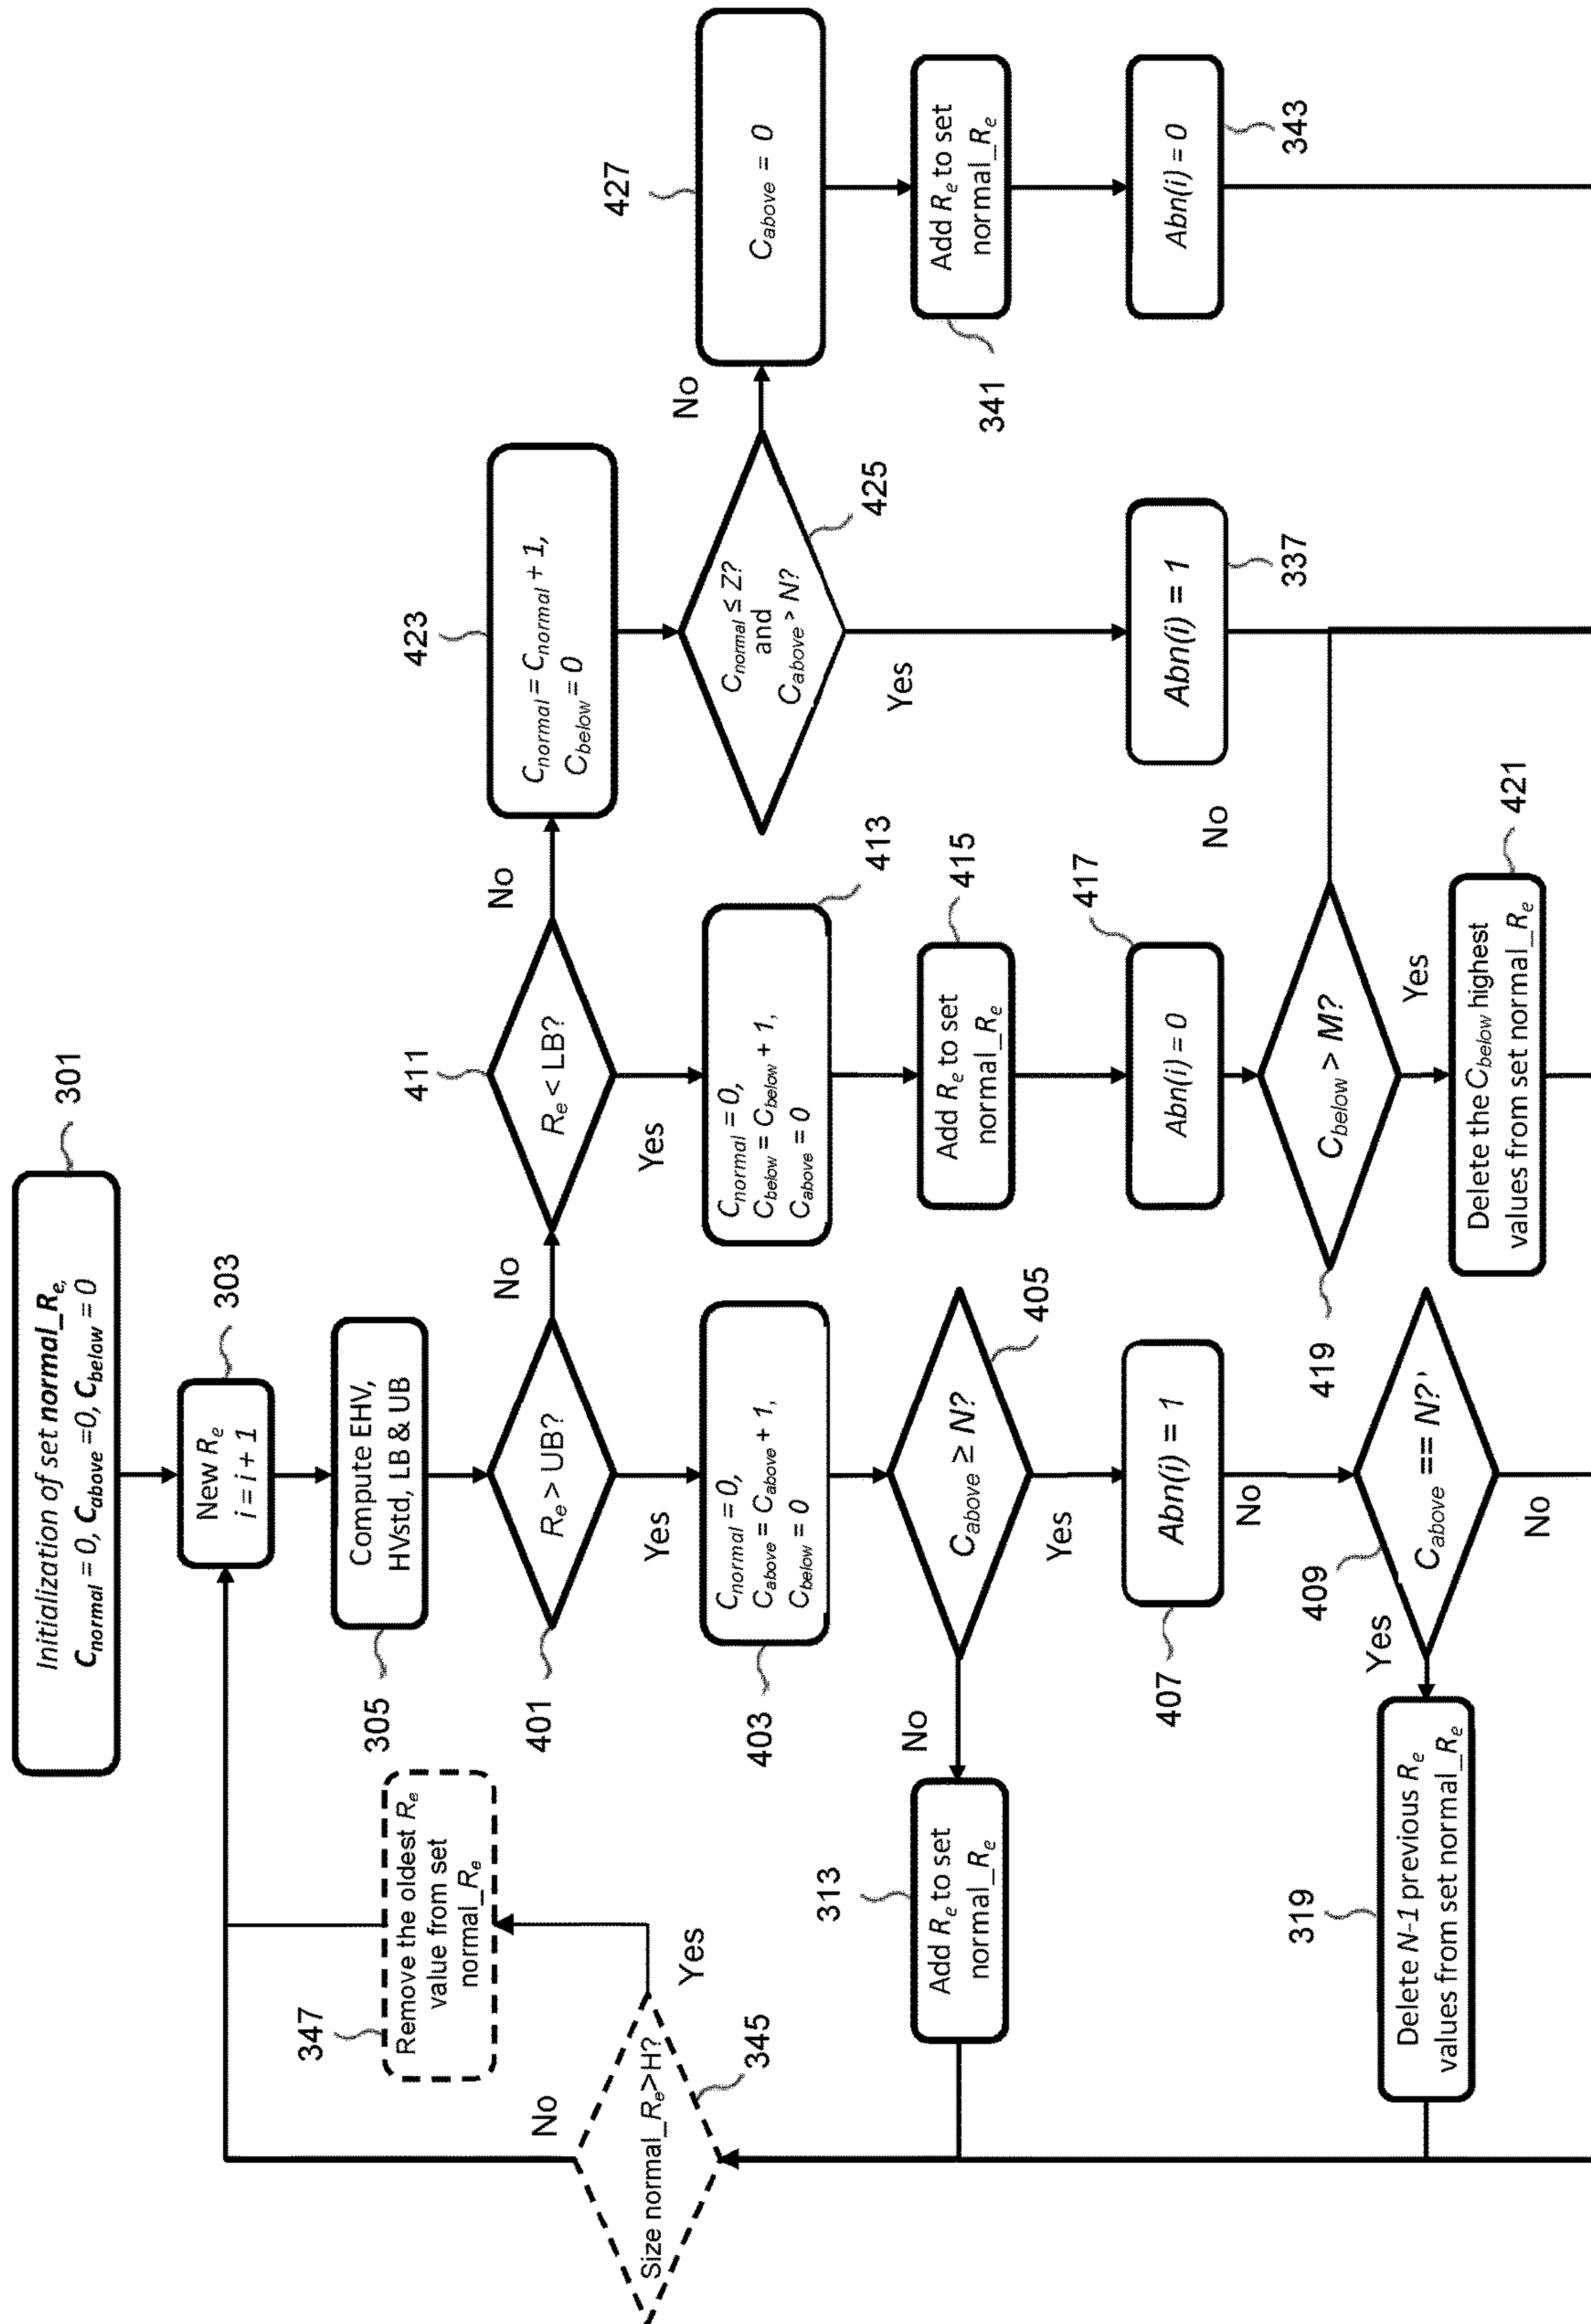 Initialization of set normal_Re,
Cnormal = 0, Cabove =0, Cbelow = 0
301
New Re
i = i + 1
303
Compute EHV,
HVstd, LB & UB
305
Re > UB?
401
No
Yes
Re < LB?
411
No
Yes
Cnormal = Cnormal + 1,
Cbelow = 0
423
Cnormal = 0,
Cabove = Cabove + 1,
Cbelow = 0
403
Cnormal = 0,
Cbelow = Cbelow + 1,
Cabove = 0
413
Cnormal ≤ Z?
and
Cabove > N?
425
No
Yes
Cabove = 0
427
Remove the oldest Re
value from set
normal_Re
347
Size normal_Re>H?
345
No
Yes
Cabove ≥ N?
405
No
Yes
Add Re to set
normal_Re
313
Add Re to set
normal_Re
415
Add Re to set
normal_Re
341
Abn(i) = 1
407
No
Abn(i) = 0
417
Abn(i) = 1
337
Abn(i) = 0
343
Cabove == N?'
409
Yes
No
Cbelow > M?
419
No
Yes
Delete N-1 previous Re
values from set normal_Re
319
Delete the Cbelow highest
values from set normal_Re
421